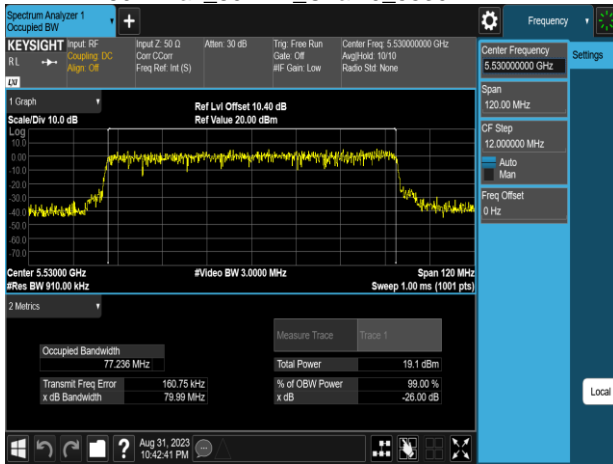 Spectrum Analyzer 1
Occupied BW
+
Frequency
KEYSIGHT
R L
LXI
Input: RF
Coupling: DC
Align: Off
Input Z: 50 Ω
Corr CCorr
Freq Ref: Int (S)
Atten: 30 dB
Trig: Free Run
Gate: Off
#IF Gain: Low
Center Freq: 5.530000000 GHz
Avg|Hold: 10/10
Radio Std: None
Center Frequency
5.530000000 GHz
Settings
Span
120.00 MHz
CF Step
12.000000 MHz
Auto
Man
Freq Offset
0 Hz
Local
1 Graph
Scale/Div 10.0 dB
Ref Lvl Offset 10.40 dB
Ref Value 20.00 dBm
Log
10.0
0.00
-10.0
-20.0
-30.0
-40.0
-50.0
-60.0
-70.0
Center 5.53000 GHz
#Res BW 910.00 kHz
#Video BW 3.0000 MHz
Span 120 MHz
Sweep 1.00 ms (1001 pts)
2 Metrics
Measure Trace
Trace 1
Occupied Bandwidth
77.236 MHz
Total Power
19.1 dBm
Transmit Freq Error
160.75 kHz
% of OBW Power
99.00 %
x dB Bandwidth
79.99 MHz
x dB
-26.00 dB
?
Aug 31, 2023
10:42:41 PM